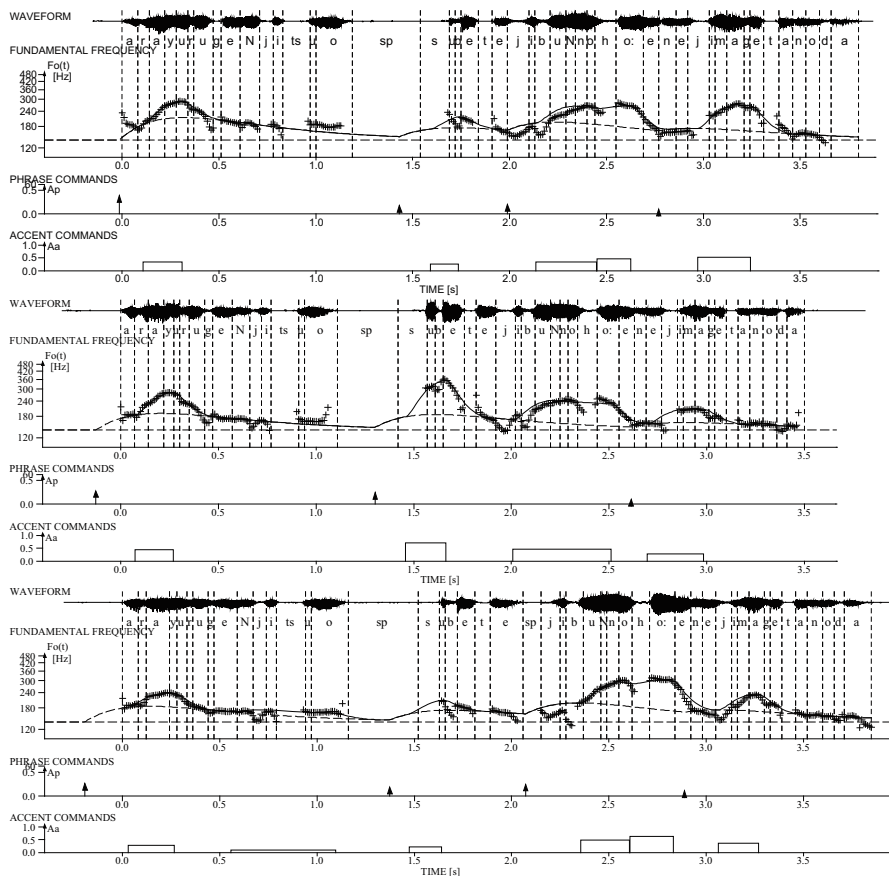 WAVEFORM
a r a y u r u g e N j i ts u o sp s u b e t e j i b u N n o h o: e n e j i m a g e t a n o d a
FUNDAMENTAL FREQUENCY
Fo(t)
[Hz]
480
420
360
300
240
180
120
0.0 0.5 1.0 1.5 2.0 2.5 3.0 3.5
PHRASE COMMANDS
Ap
0.5
0.0
0.0 0.5 1.0 1.5 2.0 2.5 3.0 3.5
ACCENT COMMANDS
1.0 Aa
0.5
0.0
0.0 0.5 1.0 1.5 2.0 2.5 3.0 3.5
TIME [s]
WAVEFORM
a r a y u r u g e N j i ts u o sp s u b e t e j i b u N n o h o: e n e j i m a g e t a n o d a
FUNDAMENTAL FREQUENCY
Fo(t)
[Hz]
480
420
360
300
240
180
120
0.0 0.5 1.0 1.5 2.0 2.5 3.0 3.5
PHRASE COMMANDS
Ap
0.5
0.0
0.0 0.5 1.0 1.5 2.0 2.5 3.0 3.5
ACCENT COMMANDS
1.0 Aa
0.5
0.0
0.0 0.5 1.0 1.5 2.0 2.5 3.0 3.5
TIME [s]
WAVEFORM
a r a y u r u g e N j i ts u o sp s u b e t e sp j i b u N n o h o: e n e j i m a g e t a n o d a
FUNDAMENTAL FREQUENCY
Fo(t)
[Hz]
480
420
360
300
240
180
120
0.0 0.5 1.0 1.5 2.0 2.5 3.0 3.5
PHRASE COMMANDS
Ap
0.5
0.0
0.0 0.5 1.0 1.5 2.0 2.5 3.0 3.5
ACCENT COMMANDS
1.0 Aa
0.5
0.0
0.0 0.5 1.0 1.5 2.0 2.5 3.0 3.5
TIME [s]